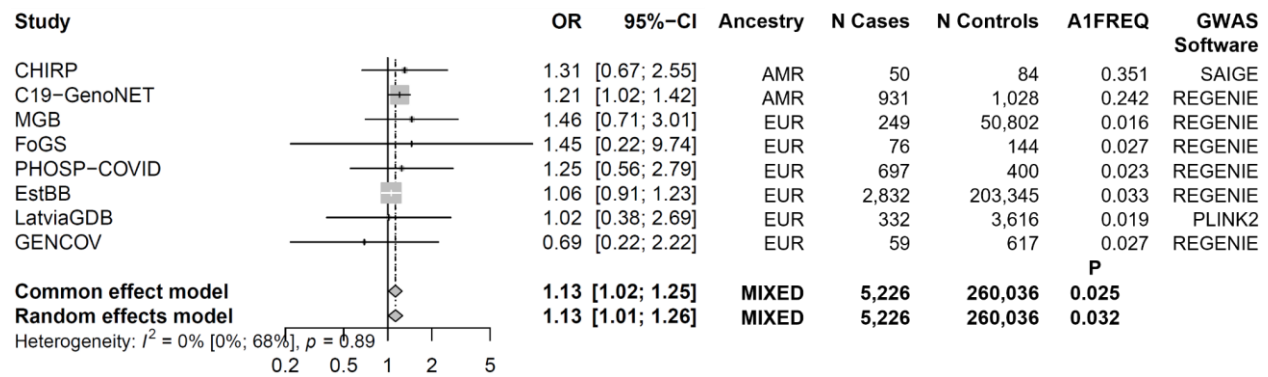 Study OR 95%−CI Ancestry N Cases N Controls A1FREQ GWAS
Software
CHIRP 1.31 [0.67; 2.55] AMR 50 84 0.351 SAIGE
C19−GenoNET 1.21 [1.02; 1.42] AMR 931 1,028 0.242 REGENIE
MGB 1.46 [0.71; 3.01] EUR 249 50,802 0.016 REGENIE
FoGS 1.45 [0.22; 9.74] EUR 76 144 0.027 REGENIE
PHOSP−COVID 1.25 [0.56; 2.79] EUR 697 400 0.023 REGENIE
EstBB 1.06 [0.91; 1.23] EUR 2,832 203,345 0.033 REGENIE
LatviaGDB 1.02 [0.38; 2.69] EUR 332 3,616 0.019 PLINK2
GENCOV 0.69 [0.22; 2.22] EUR 59 617 0.027 REGENIE
P
Common effect model 1.13 [1.02; 1.25] MIXED 5,226 260,036 0.025
Random effects model 1.13 [1.01; 1.26] MIXED 5,226 260,036 0.032
Heterogeneity: I² = 0% [0%; 68%], p = 0.89
0.2 0.5 1 2 5